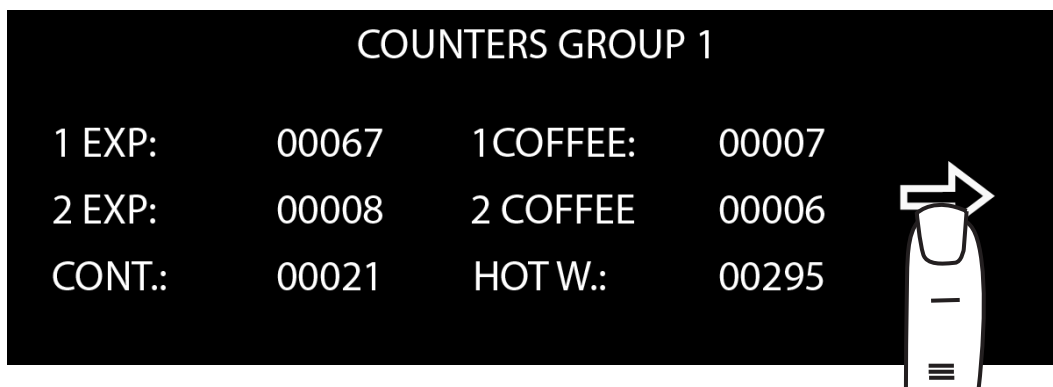 COUNTERS GROUP 1
1 EXP: 00067 1COFFEE: 00007
2 EXP: 00008 2 COFFEE 00006
CONT.: 00021 HOT W.: 00295